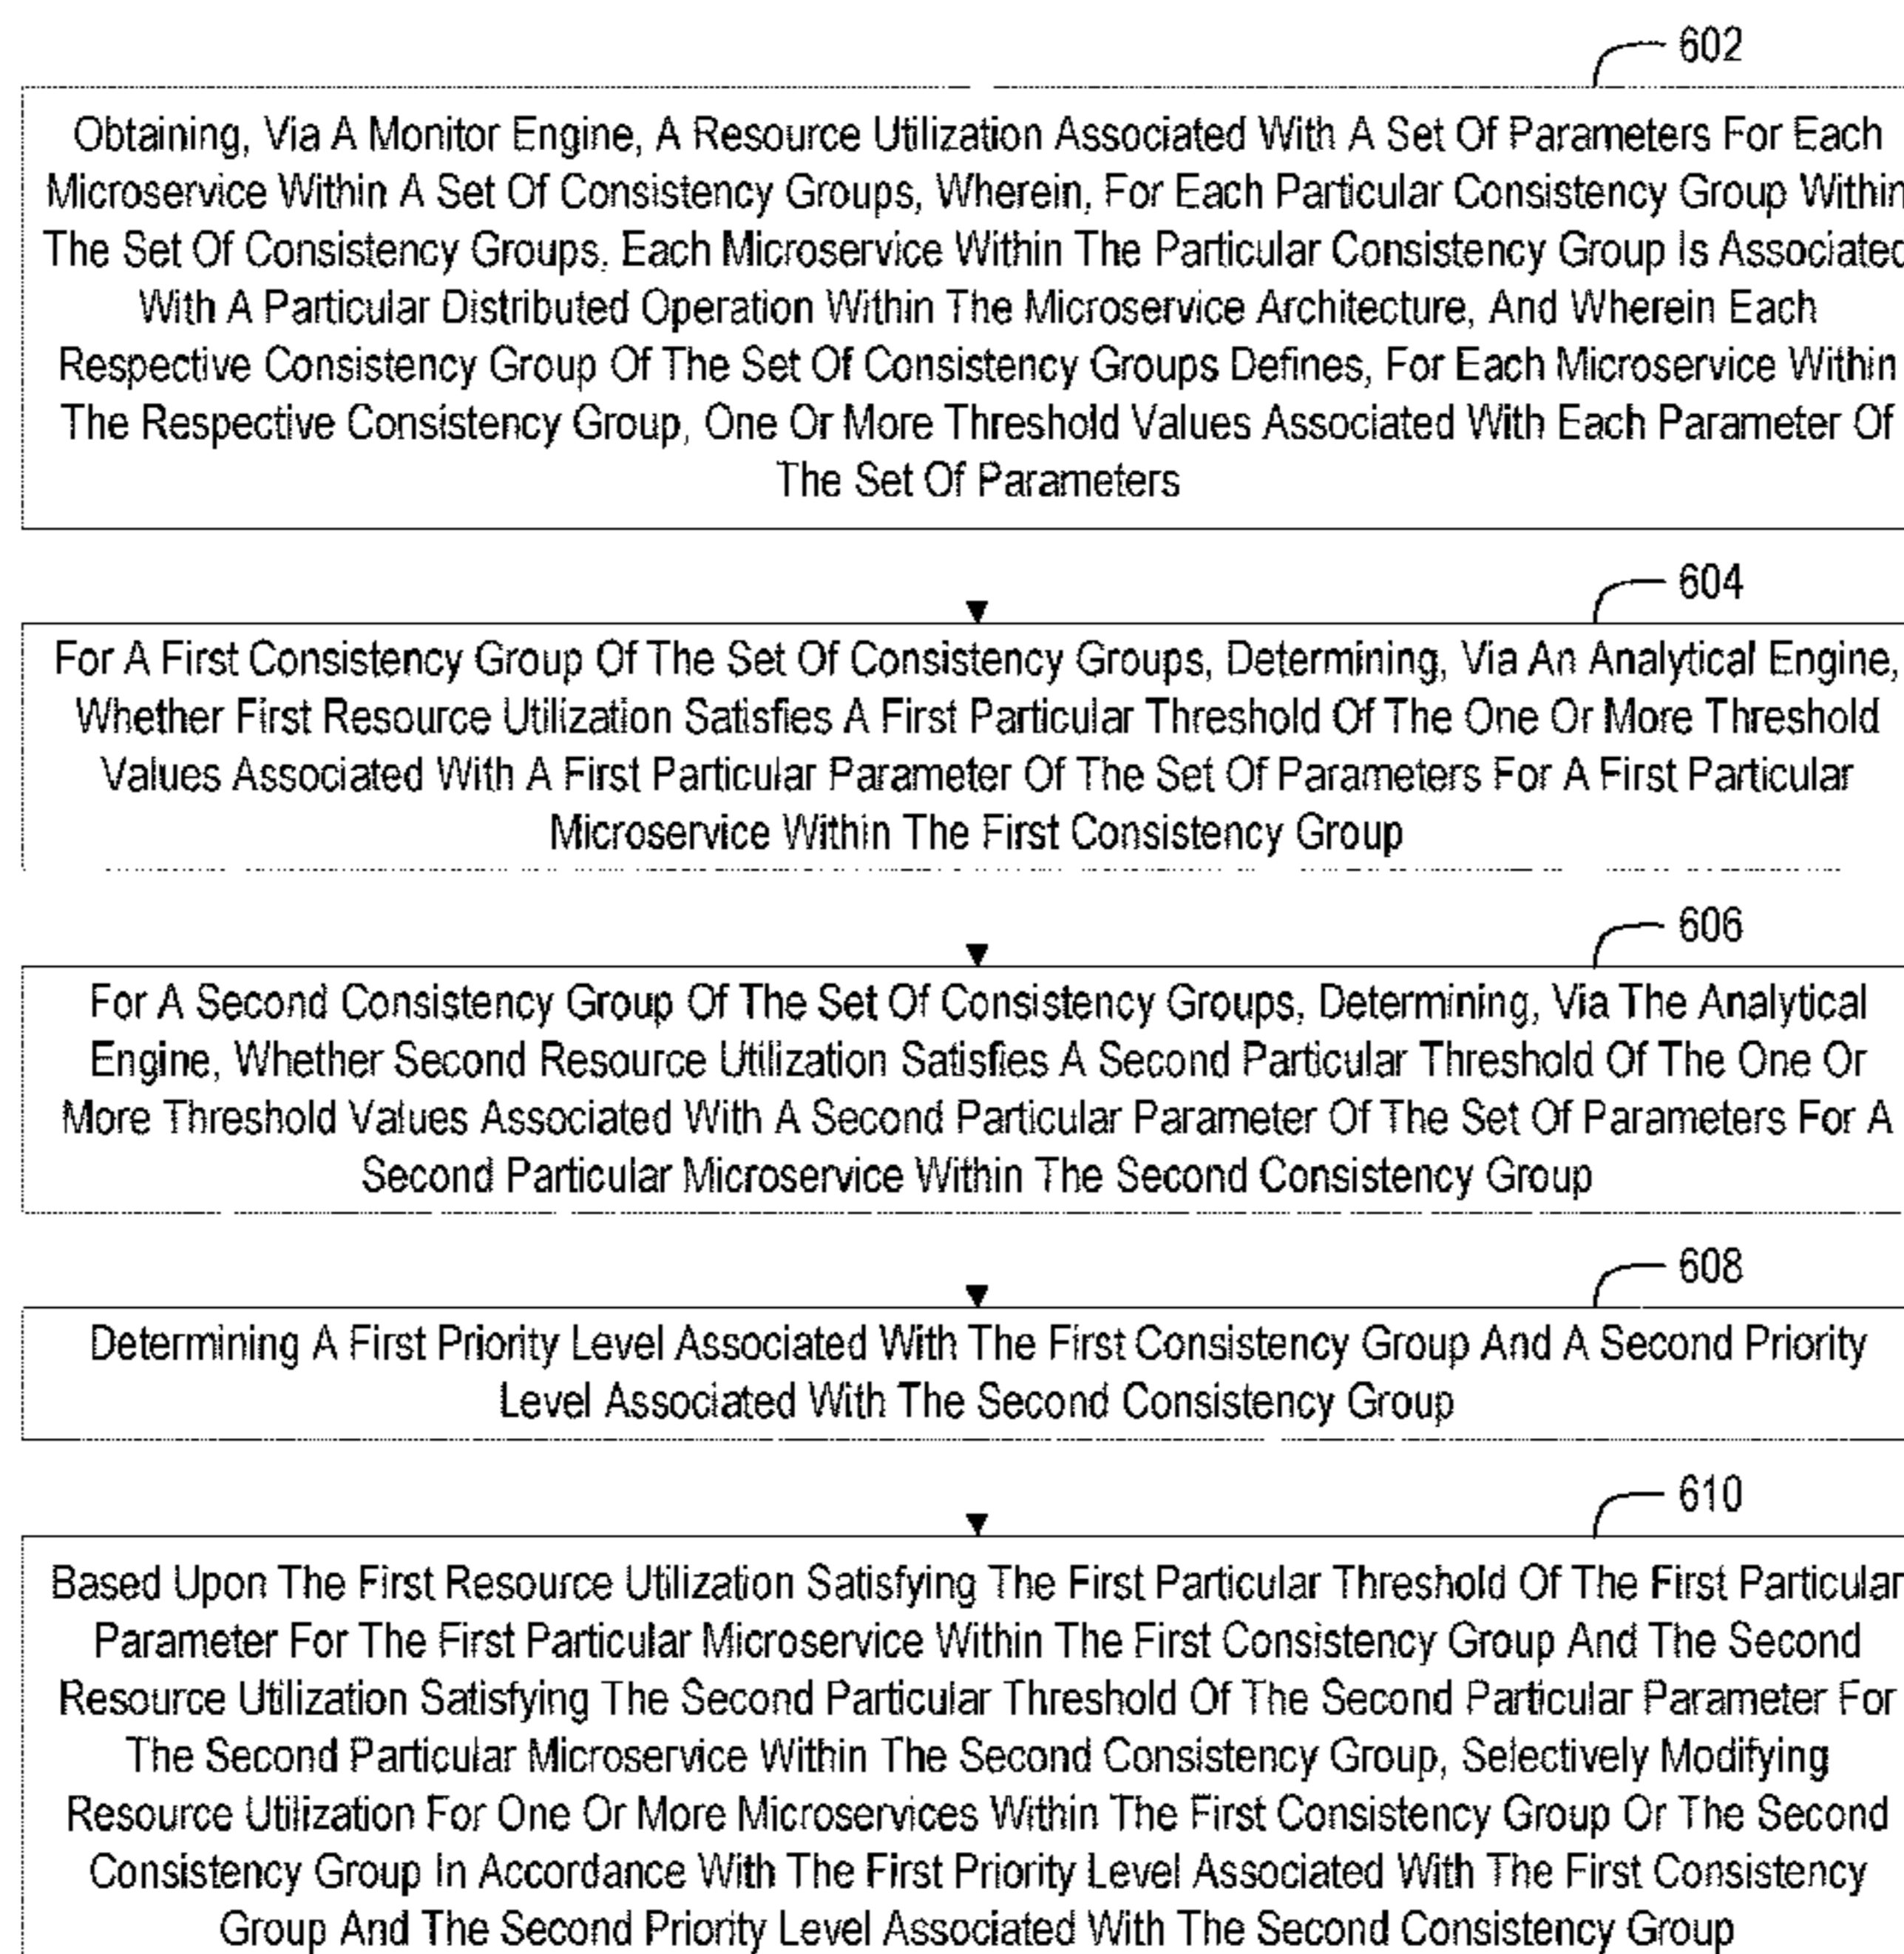 602
Obtaining, Via A Monitor Engine, A Resource Utilization Associated With A Set Of Parameters For Each
Microservice Within A Set Of Consistency Groups, Wherein, For Each Particular Consistency Group Within
The Set Of Consistency Groups. Each Microservice Within The Particular Consistency Group Is Associated
With A Particular Distributed Operation Within The Microservice Architecture, And Wherein Each
Respective Consistency Group Of The Set Of Consistency Groups Defines, For Each Microservice Within
The Respective Consistency Group, One Or More Threshold Values Associated With Each Parameter Of
The Set Of Parameters
604
For A First Consistency Group Of The Set Of Consistency Groups, Determining, Via An Analytical Engine,
Whether First Resource Utilization Satisfies A First Particular Threshold Of The One Or More Threshold
Values Associated With A First Particular Parameter Of The Set Of Parameters For A First Particular
Microservice Within The First Consistency Group
606
For A Second Consistency Group Of The Set Of Consistency Groups, Determining, Via The Analytical
Engine, Whether Second Resource Utilization Satisfies A Second Particular Threshold Of The One Or
More Threshold Values Associated With A Second Particular Parameter Of The Set Of Parameters For A
Second Particular Microservice Within The Second Consistency Group
608
Determining A First Priority Level Associated With The First Consistency Group And A Second Priority
Level Associated With The Second Consistency Group
610
Based Upon The First Resource Utilization Satisfying The First Particular Threshold Of The First Particular
Parameter For The First Particular Microservice Within The First Consistency Group And The Second
Resource Utilization Satisfying The Second Particular Threshold Of The Second Particular Parameter For
The Second Particular Microservice Within The Second Consistency Group, Selectively Modifying
Resource Utilization For One Or More Microservices Within The First Consistency Group Or The Second
Consistency Group In Accordance With The First Priority Level Associated With The First Consistency
Group And The Second Priority Level Associated With The Second Consistency Group